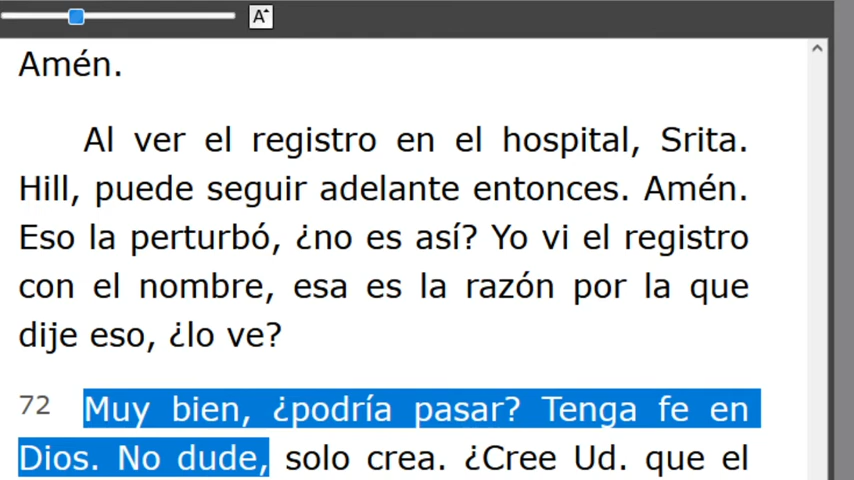 A
Amén.
Al ver el registro en el hospital, Srita.
Hill, puede seguir adelante entonces. Amén.
Eso la perturbó, ¿no es así? Yo vi el registro
con el nombre, esa es la razón por la que
dije eso, ¿lo ve?
72 Muy bien, ¿podría pasar? Tenga fe en
Dios. No dude, solo crea. ¿Cree Ud. que el